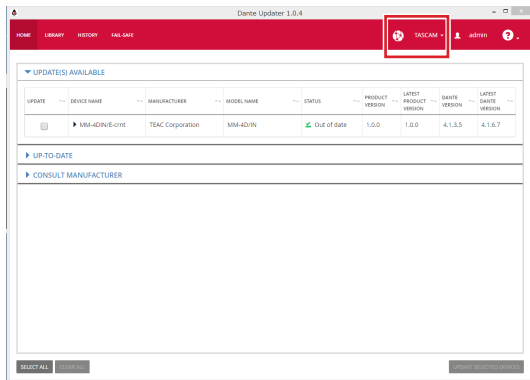 Dante Updater 1.0.4
HOME LIBRARY HISTORY FAIL-SAFE TASCAM admin ?
UPDATE(S) AVAILABLE
UPDATE DEVICE NAME MANUFACTURER MODEL NAME STATUS PRODUCT VERSION LATEST PRODUCT VERSION DANTE VERSION LATEST DANTE VERSION
MM-4DIN/E-crnt TEAC Corporation MM-4D/IN Out of date 1.0.0 1.0.0 4.1.3.5 4.1.6.7
UP-TO-DATE
CONSULT MANUFACTURER
SELECT ALL CLEAR ALL UPDATE SELECTED DEVICES